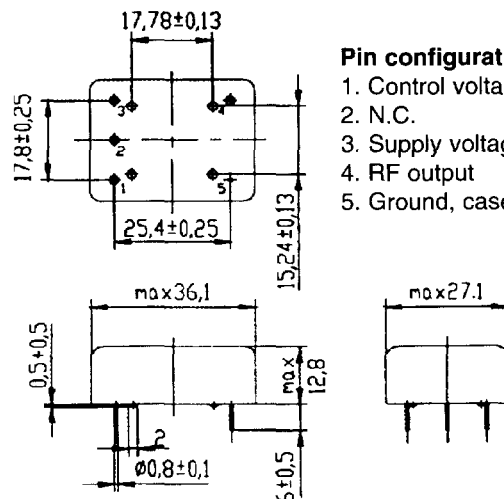 17,78±0,13
Pin configurat
1. Control volta
2. N.C.
3. Supply voltag
4. RF output
5. Ground, case
17,8±0,25
3
4
2
1
5
25,4±0,25
15,24±0,13
max36,1
max27.1
0,5+0,5
max
12,8
2
ø0,8±0,1
6±0,5